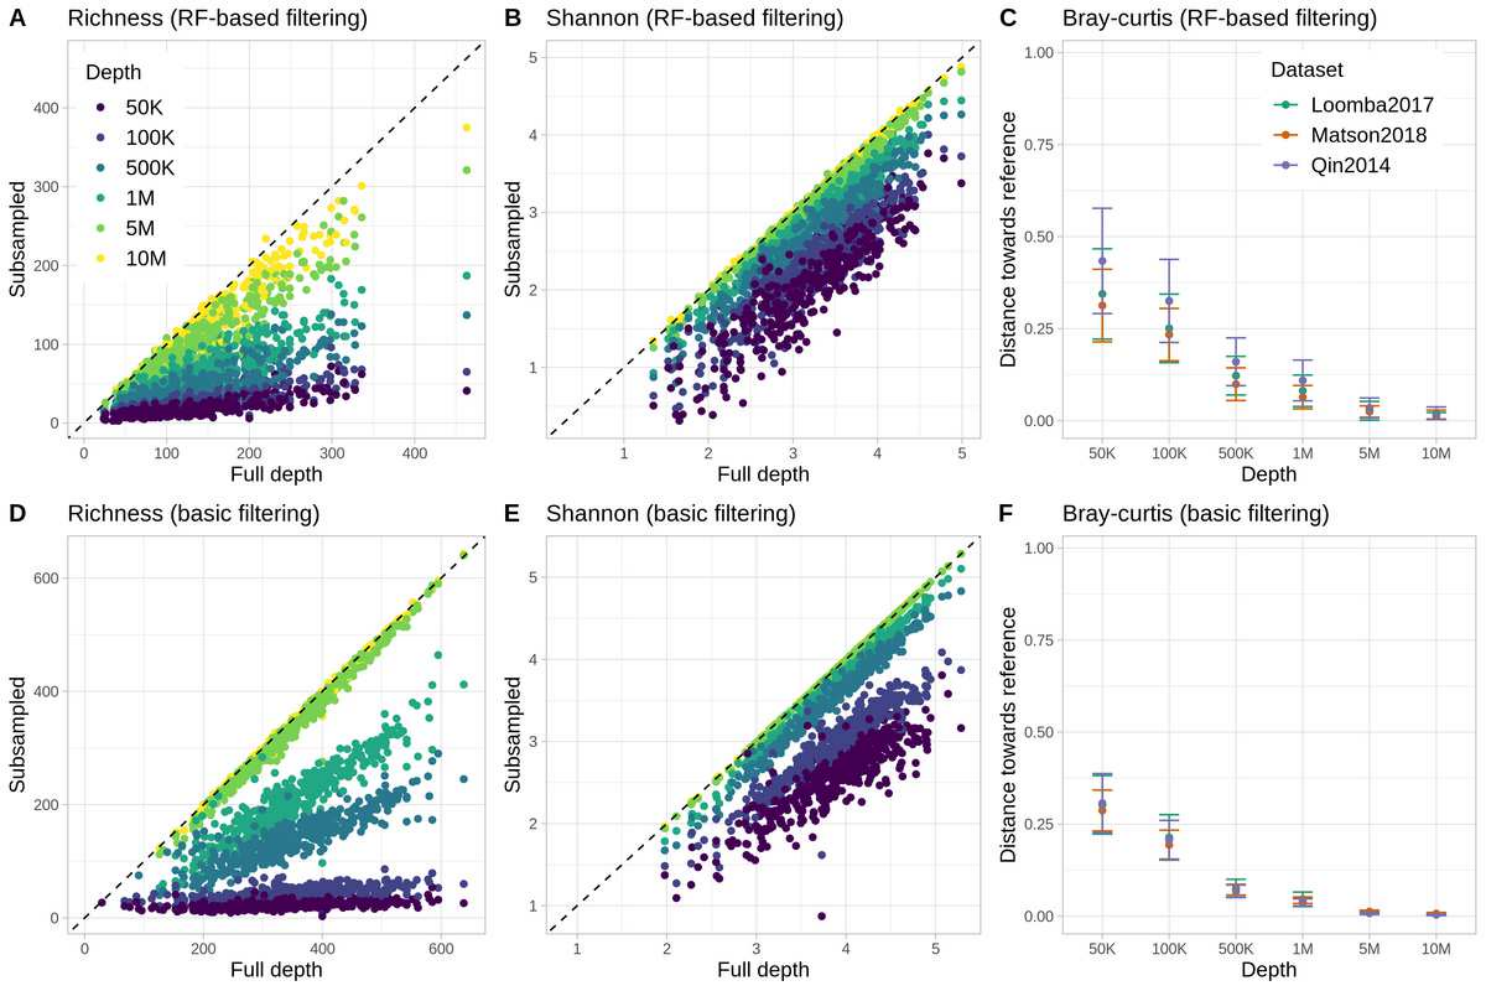 A Richness (RF-based filtering)
Subsampled
400
300
200
100
0
Depth
50K
100K
500K
1M
5M
10M
0 100 200 300 400
Full depth
B Shannon (RF-based filtering)
Subsampled
5
4
3
2
1
1 2 3 4 5
Full depth
C Bray-curtis (RF-based filtering)
Distance towards reference
1.00
0.75
0.50
0.25
0.00
Dataset
Loomba2017
Matson2018
Qin2014
50K 100K 500K 1M 5M 10M
Depth
D Richness (basic filtering)
Subsampled
600
400
200
0
0 200 400 600
Full depth
E Shannon (basic filtering)
Subsampled
5
4
3
2
1
1 2 3 4 5
Full depth
F Bray-curtis (basic filtering)
Distance towards reference
1.00
0.75
0.50
0.25
0.00
50K 100K 500K 1M 5M 10M
Depth